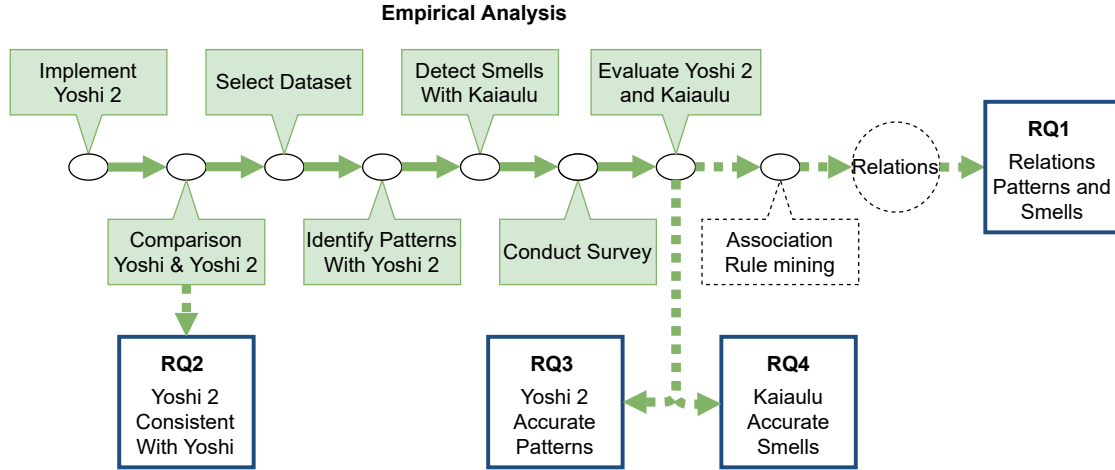 Empirical Analysis
Implement
Yoshi 2
Select Dataset
Detect Smells
With Kaiaulu
Evaluate Yoshi 2
and Kaiaulu
RQ1
Relations
Patterns and
Smells
Relations
Comparison
Yoshi & Yoshi 2
Identify Patterns
With Yoshi 2
Conduct Survey
Association
Rule mining
RQ2
Yoshi 2
Consistent
With Yoshi
RQ3
Yoshi 2
Accurate
Patterns
RQ4
Kaiaulu
Accurate
Smells